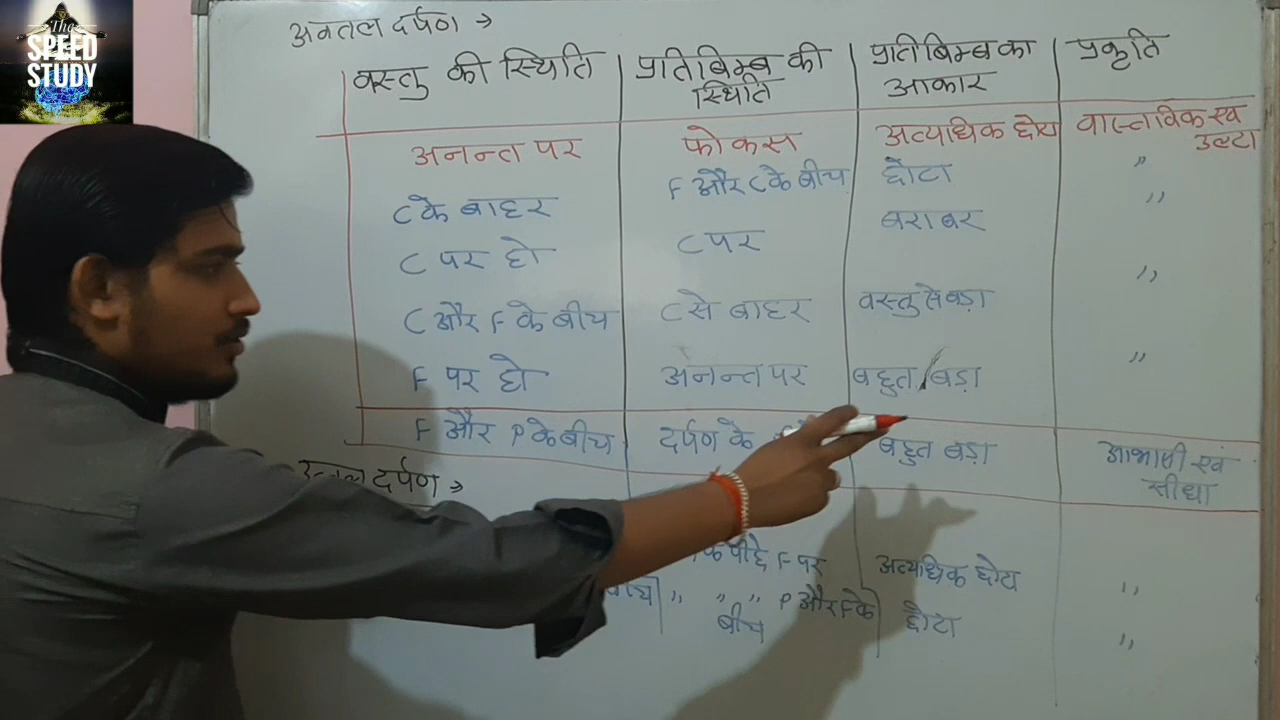 The
SPEED
STUDY
अवतल दर्पण →
वस्तु की स्थिति प्रतिबिम्ब की स्थिति प्रतिबिम्ब का आकार प्रकृति
अनन्त पर फोकस अत्यधिक छोटा वास्तविक एवं उल्टा
C के बाहर F और C के बीच छोटा "
C पर हो C पर बराबर "
C और F के बीच C से बाहर वस्तु से बड़ा "
F पर हो अनन्त पर बहुत बड़ा "
F और P के बीच दर्पण के बहुत बड़ा आभासी एवं सीधा
दर्पण →
के पीछे F पर अत्यधिक छोटा "
" " " P और F के बीच छोटा "